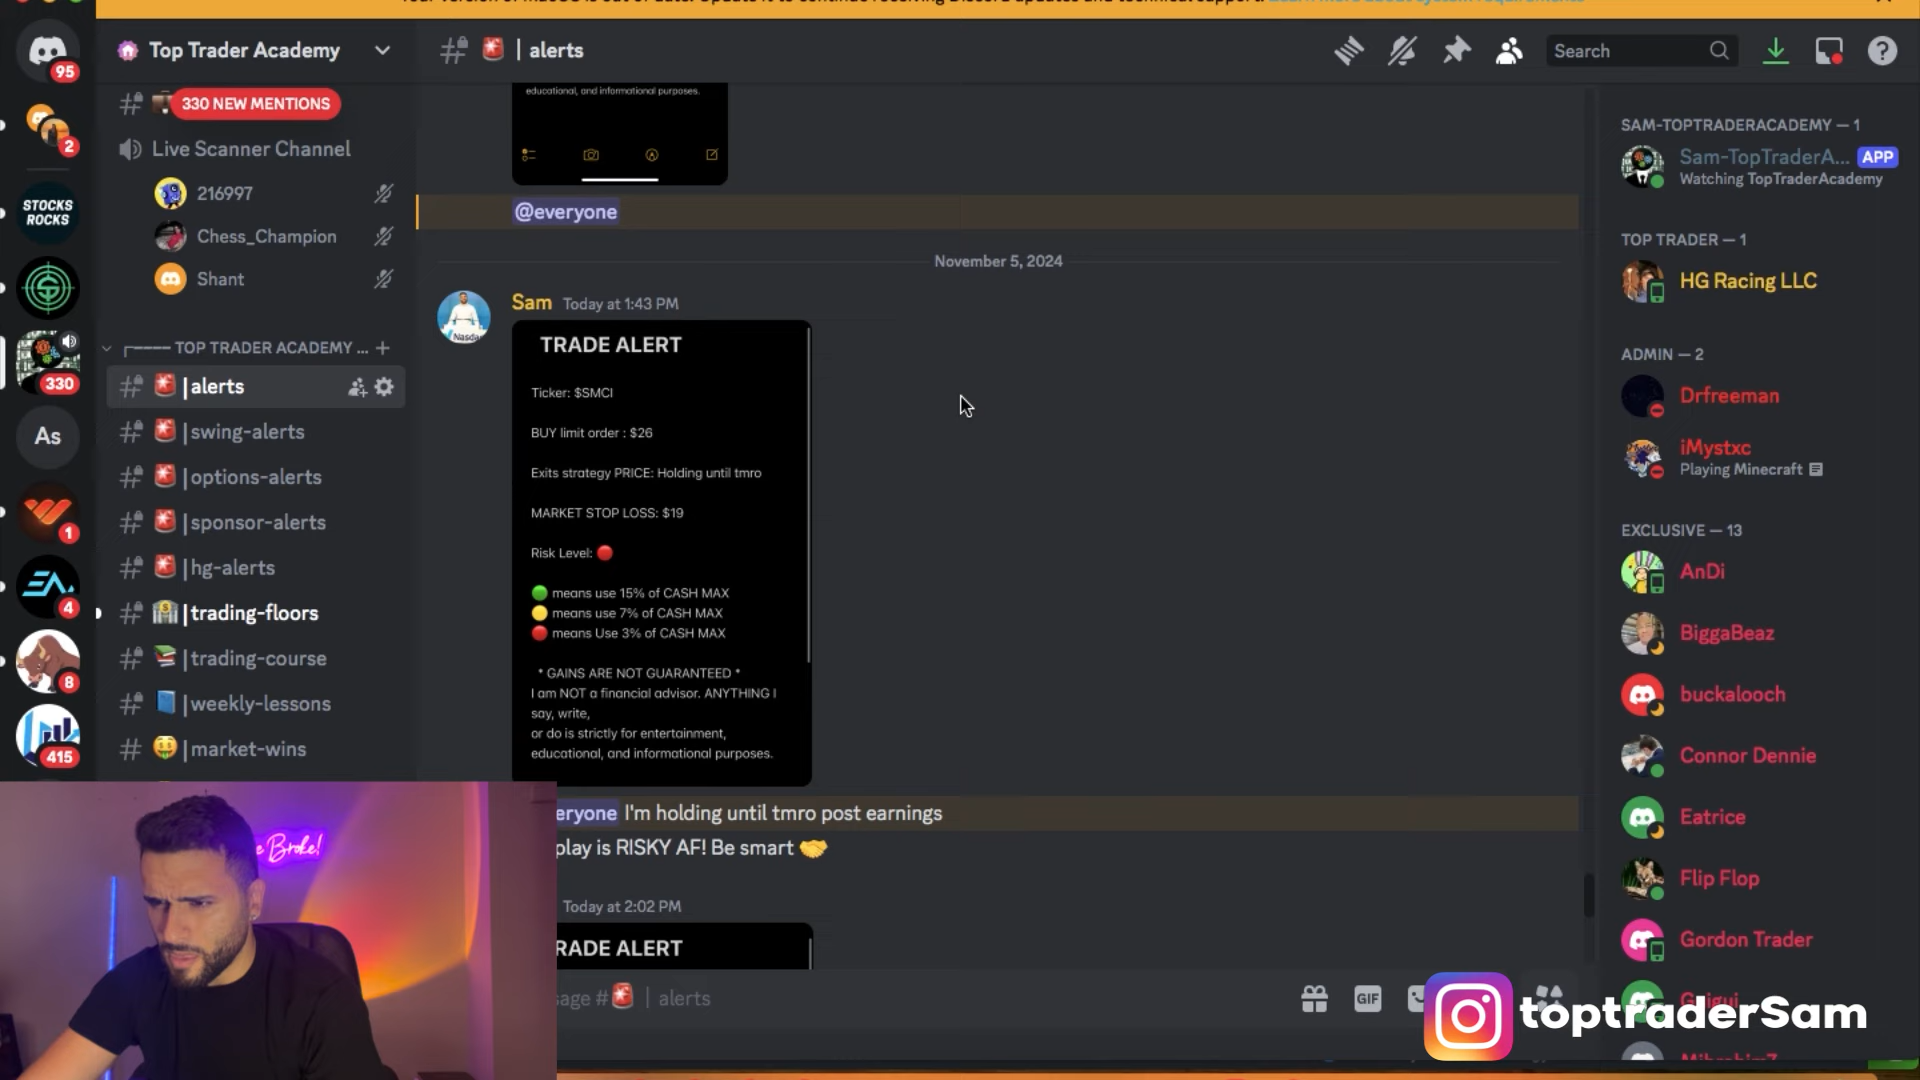 Top Trader Academy
| alerts
Search
95
330 NEW MENTIONS
Live Scanner Channel
216997
Chess_Champion
Shant
2
STOCKS
ROCKS
330
As
1
4
8
415
TOP TRADER ACADEMY ...
| alerts
| swing-alerts
| options-alerts
| sponsor-alerts
| hg-alerts
| trading-floors
| trading-course
| weekly-lessons
| market-wins
educational, and informational purposes.
@everyone
November 5, 2024
Sam Today at 1:43 PM
Nasda
TRADE ALERT
Ticker: $SMCI
BUY limit order : $26
Exits strategy PRICE: Holding until tmro
MARKET STOP LOSS: $19
Risk Level:
means use 15% of CASH MAX
means use 7% of CASH MAX
means Use 3% of CASH MAX
* GAINS ARE NOT GUARANTEED *
I am NOT a financial advisor. ANYTHING I
say, write,
or do is strictly for entertainment,
educational, and informational purposes.
eryone I'm holding until tmro post earnings
play is RISKY AF! Be smart
Today at 2:02 PM
RADE ALERT
sage # | alerts
GIF
SAM-TOPTRADERACADEMY — 1
Sam-TopTraderA... APP
Watching TopTraderAcademy
TOP TRADER — 1
HG Racing LLC
ADMIN — 2
Drfreeman
iMystxc
Playing Minecraft
EXCLUSIVE — 13
AnDi
BiggaBeaz
buckalooch
Connor Dennie
Eatrice
Flip Flop
Gordon Trader
toptraderSam
e Broke!